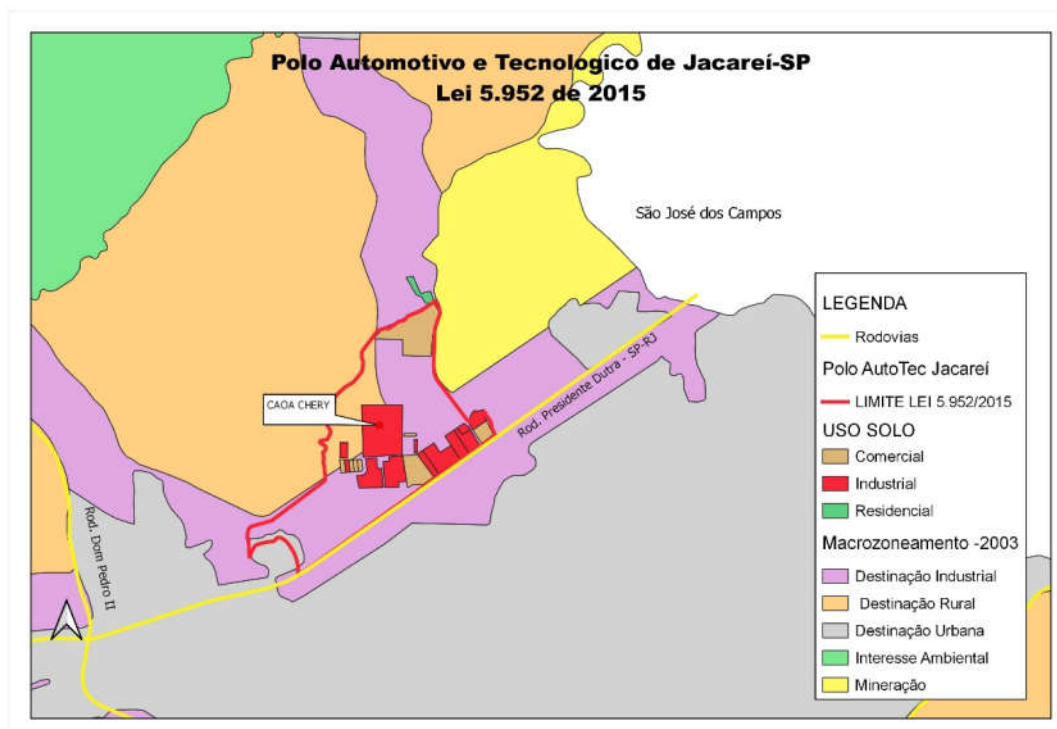 Polo Automotivo e Tecnologico de Jacareí-SP
Lei 5.952 de 2015
São José dos Campos
CAOA CHERY
Rod. Presidente Dutra - SP-RJ
Rod. Dom Pedro II
LEGENDA
Rodovias
Polo AutoTec Jacareí
LIMITE LEI 5.952/2015
USO SOLO
Comercial
Industrial
Residencial
Macrozoneamento -2003
Destinação Industrial
Destinação Rural
Destinação Urbana
Interesse Ambiental
Mineração